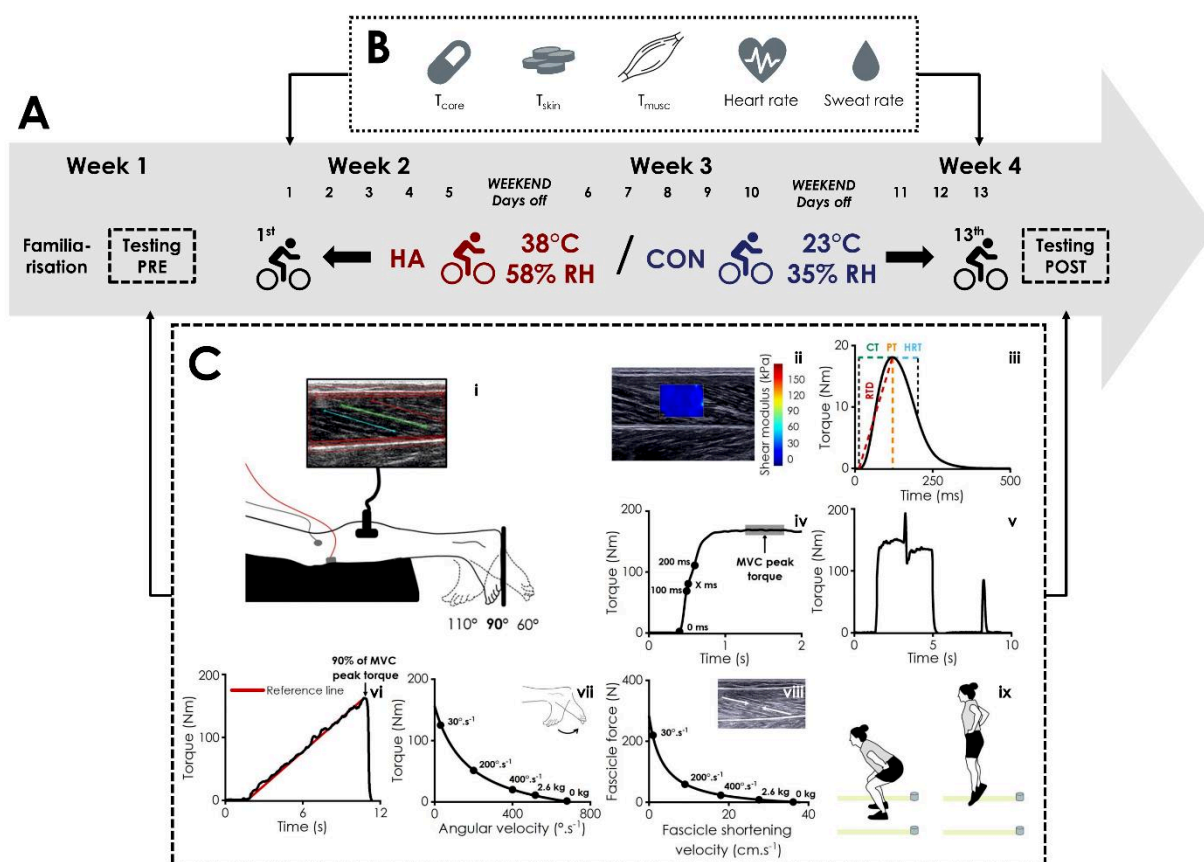 B
T core
T skin
T musc
Heart rate
Sweat rate
A
Week 1
Week 2
Week 3
Week 4
1 2 3 4 5 WEEKEND Days off 6 7 8 9 10 WEEKEND Days off 11 12 13
Familia-
risation
Testing
PRE
1st
HA
38°C
58% RH
/
CON
23°C
35% RH
13th
Testing
POST
C
i
110° 90° 60°
ii
Shear modulus (kPa)
150
120
90
60
30
0
iii
CT PT HRT
RTD
Torque (Nm)
20
10
0
0 250 500
Time (ms)
iv
Torque (Nm)
200
100
0
200 ms
X ms
100 ms
0 ms
MVC peak
torque
0 1 2
Time (s)
v
Torque (Nm)
200
100
0
0 5 10
Time (s)
90% of MVC
peak torque
vi
Reference line
Torque (Nm)
200
100
0
0 6 12
Time (s)
vii
Torque (Nm)
200
100
0
30°.s-1
200°.s-1
400°.s-1
2.6 kg
0 kg
0 400 800
Angular velocity (°.s-1)
viii
Fascicle force (N)
400
200
0
30°.s-1
200°.s-1
400°.s-1
2.6 kg
0 kg
0 20 40
Fascicle shortening
velocity (cm.s-1)
ix